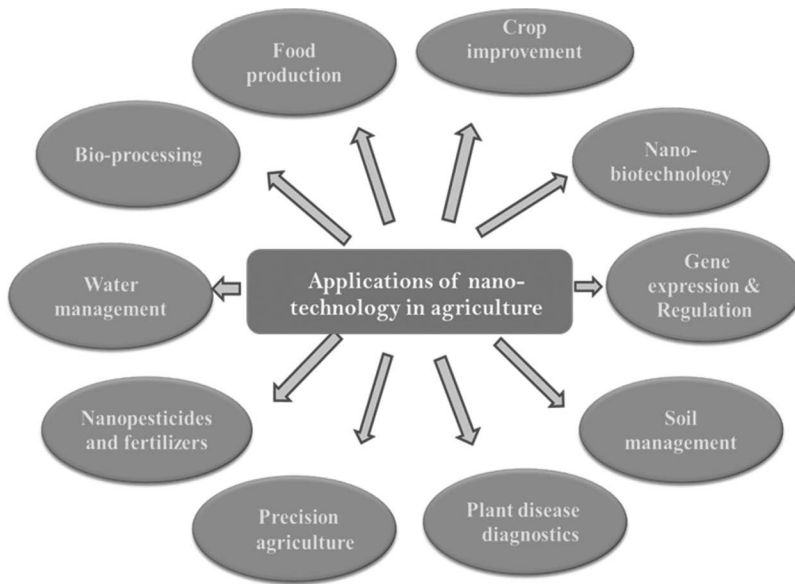 Food
production
Crop
improvement
Bio-processing
Nano-
biotechnology
Water
management
Applications of nano-
technology in agriculture
Gene
expression &
Regulation
Nanopesticides
and fertilizers
Soil
management
Precision
agriculture
Plant disease
diagnostics